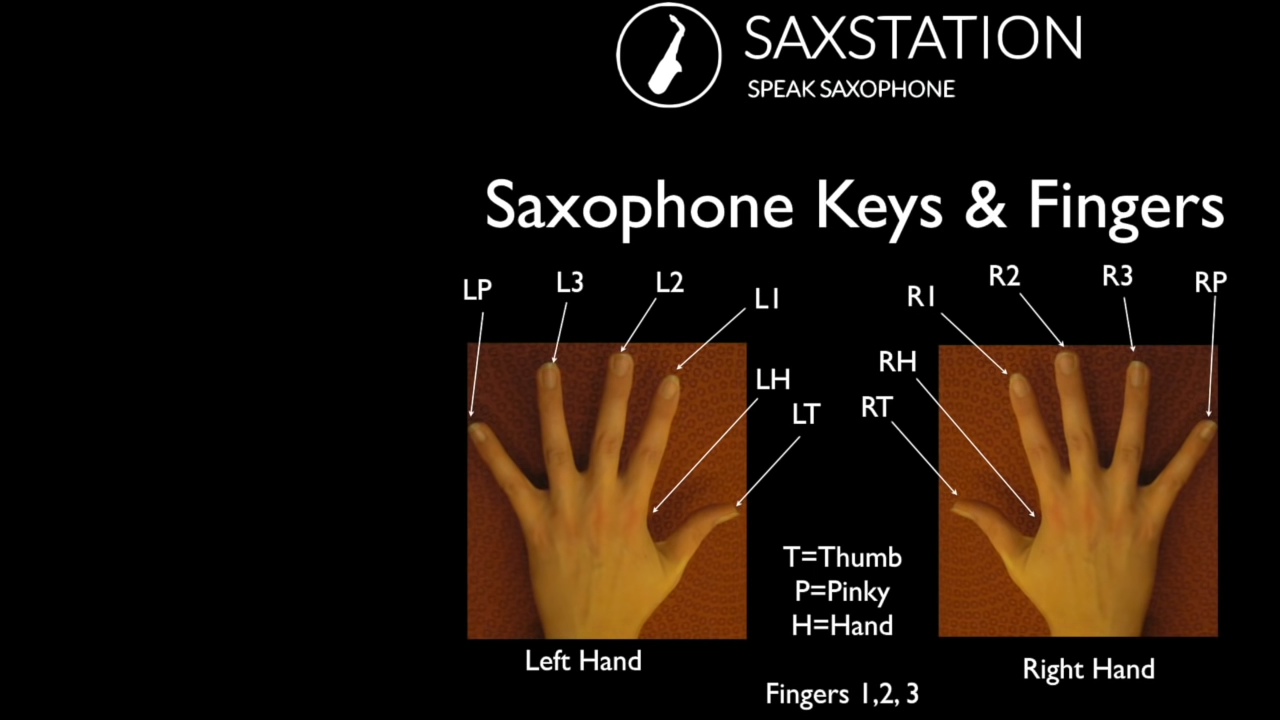 SAXSTATION
SPEAK SAXOPHONE
Saxophone Keys & Fingers
LP
L3
L2
L1
R1
R2
R3
RP
LH
LT
RH
RT
T=Thumb
P=Pinky
H=Hand
Left Hand
Right Hand
Fingers 1,2, 3